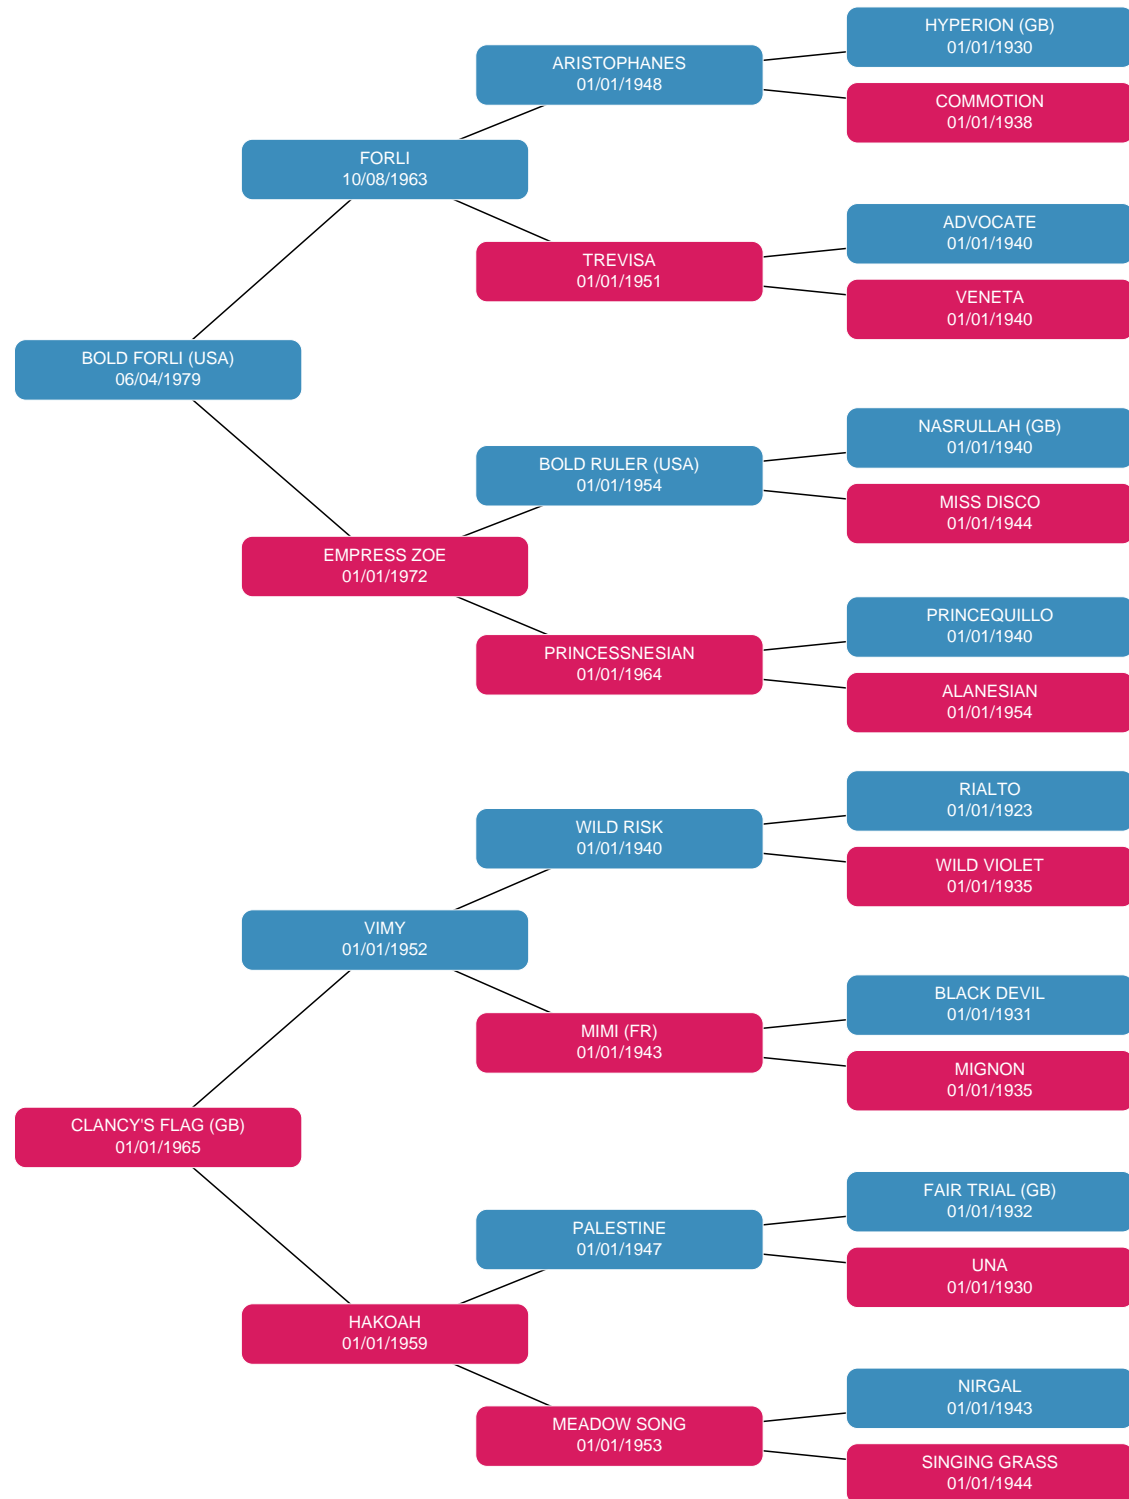 HYPERION (GB)
01/01/1930
ARISTOPHANES
01/01/1948
COMMOTION
01/01/1938
FORLI
10/08/1963
ADVOCATE
01/01/1940
TREVISA
01/01/1951
VENETA
01/01/1940
BOLD FORLI (USA)
06/04/1979
NASRULLAH (GB)
01/01/1940
BOLD RULER (USA)
01/01/1954
MISS DISCO
01/01/1944
EMPRESS ZOE
01/01/1972
PRINCEQUILLO
01/01/1940
PRINCESSNESIAN
01/01/1964
ALANESIAN
01/01/1954
RIALTO
01/01/1923
WILD RISK
01/01/1940
WILD VIOLET
01/01/1935
VIMY
01/01/1952
BLACK DEVIL
01/01/1931
MIMI (FR)
01/01/1943
MIGNON
01/01/1935
CLANCY'S FLAG (GB)
01/01/1965
FAIR TRIAL (GB)
01/01/1932
PALESTINE
01/01/1947
UNA
01/01/1930
HAKOAH
01/01/1959
NIRGAL
01/01/1943
MEADOW SONG
01/01/1953
SINGING GRASS
01/01/1944